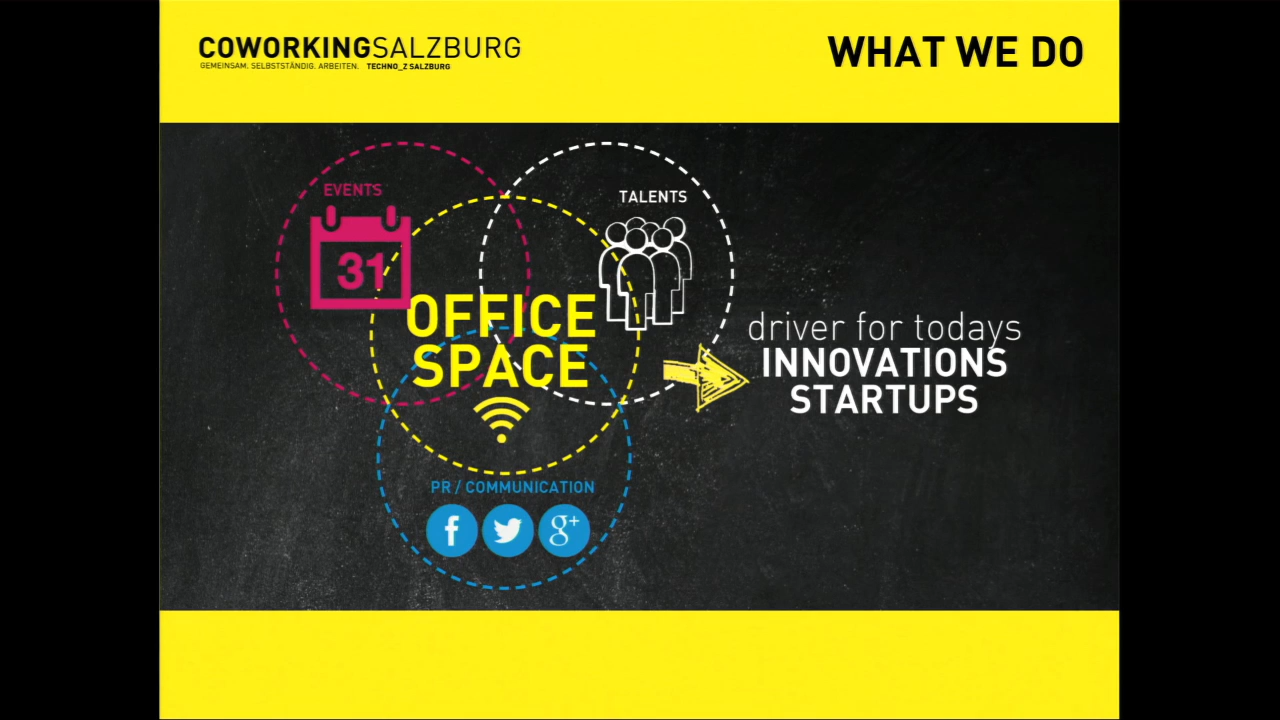 COWORKINGSALZBURG
GEMEINSAM. SELBSTSTÄNDIG. ARBEITEN. TECHNO_Z SALZBURG
WHAT WE DO
EVENTS
31
TALENTS
OFFICE
SPACE
driver for todays
INNOVATIONS
STARTUPS
PR / COMMUNICATION
f
g+